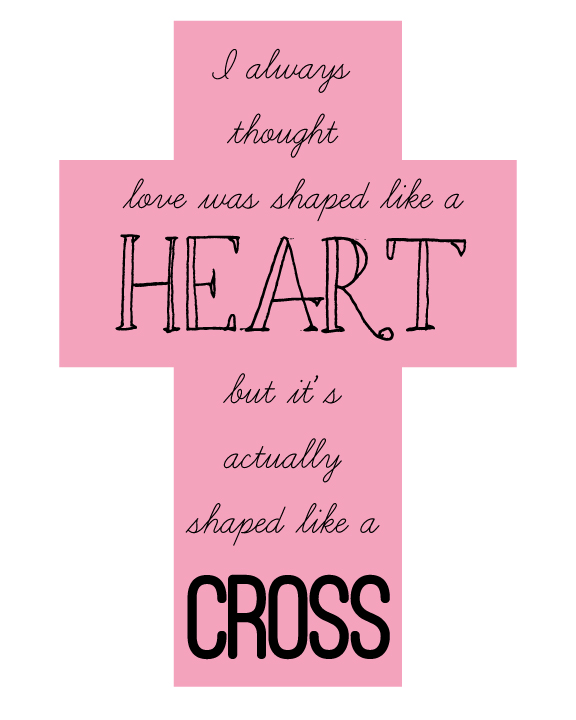 I always
thought
love was shaped like a
HEART
but it's
actually
shaped like a
CROSS